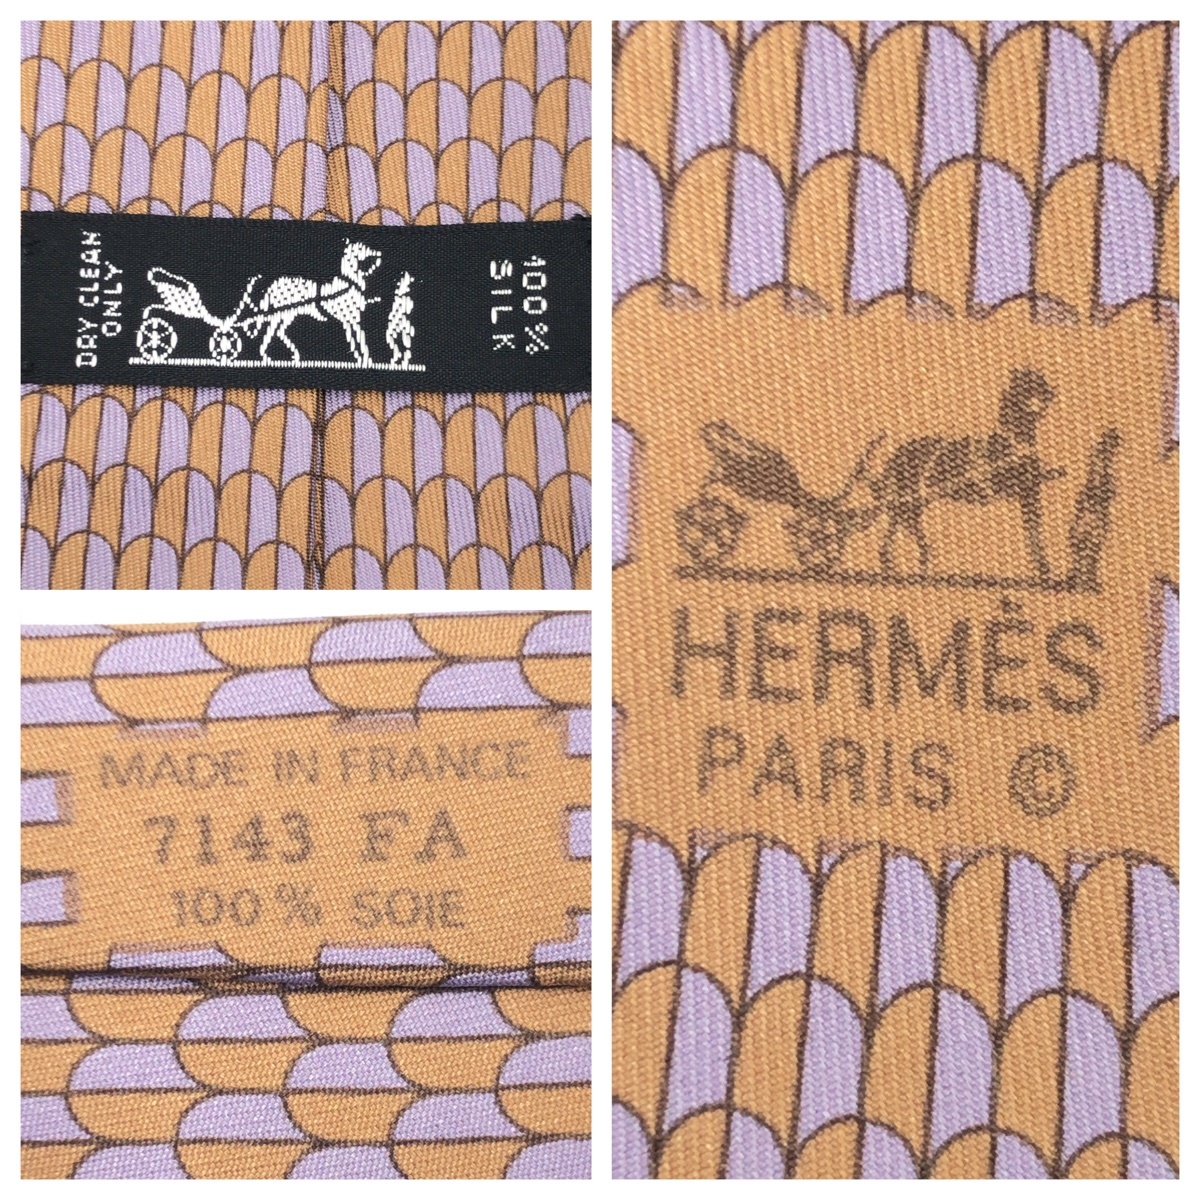 DRY CLEAN
ONLY
100%
SILK
HERMÈS
PARIS ©
MADE IN FRANCE
7143 FA
100% SOIE